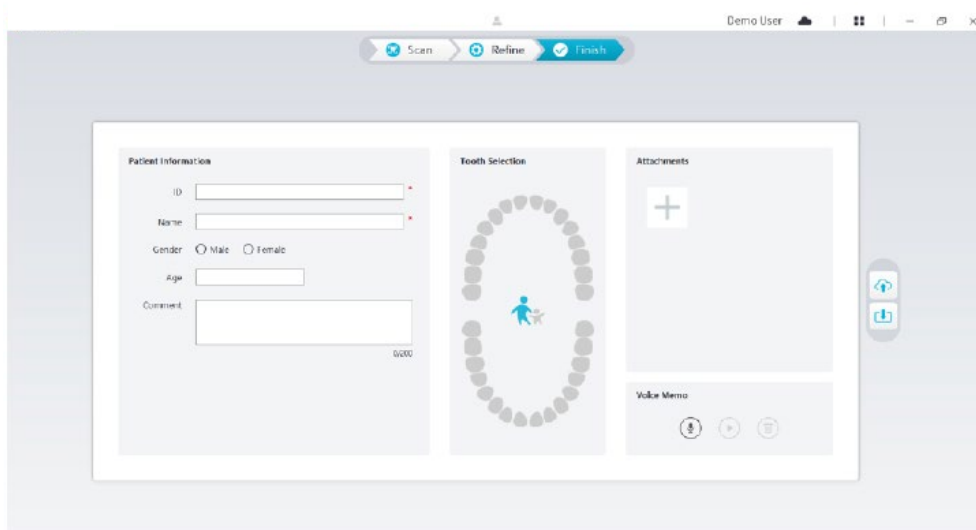 Demo User
Scan
Refine
Finish
Patient Information
ID
*
Name
*
Gender
Male
Female
Age
Comment
0/200
Tooth Selection
Attachments
Voice Memo